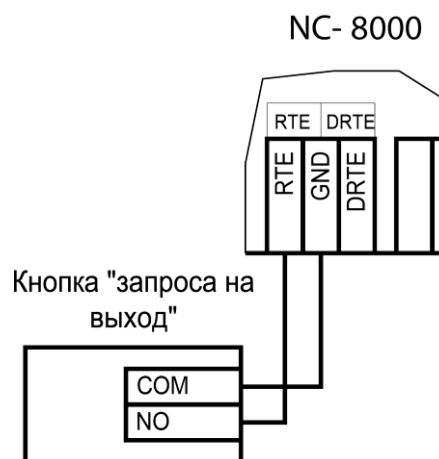 NC- 8000
RTE DRTE
RTE GND DRTE
Кнопка "запроса на
выход"
COM
NO